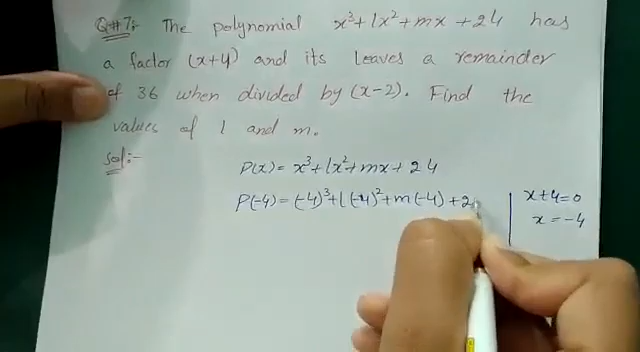 Q#7:- The polynomial x³+lx²+mx+24 has
a factor (x+4) and its leaves a remainder
of 36 when divided by (x-2). Find the
values of l and m.
Sol:-
P(x) = x³+lx²+mx+24
P(-4) = (-4)³+l(-4)²+m(-4)+2
x+4=0
x=-4